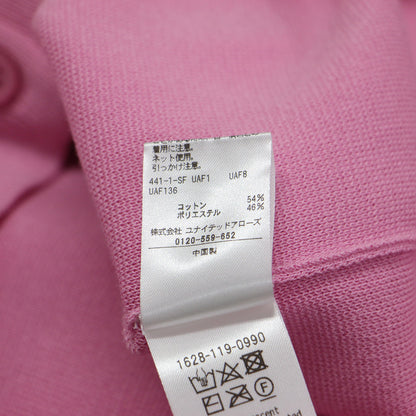 着用に注意。
ネット使用。
引っかけ注意。
441-1-SF UAF1 UAF8
UAF136
コットン 54%
ポリエステル 46%
株式会社 ユナイテッドアローズ
0120-559-652
中国製
1628-119-0990
F